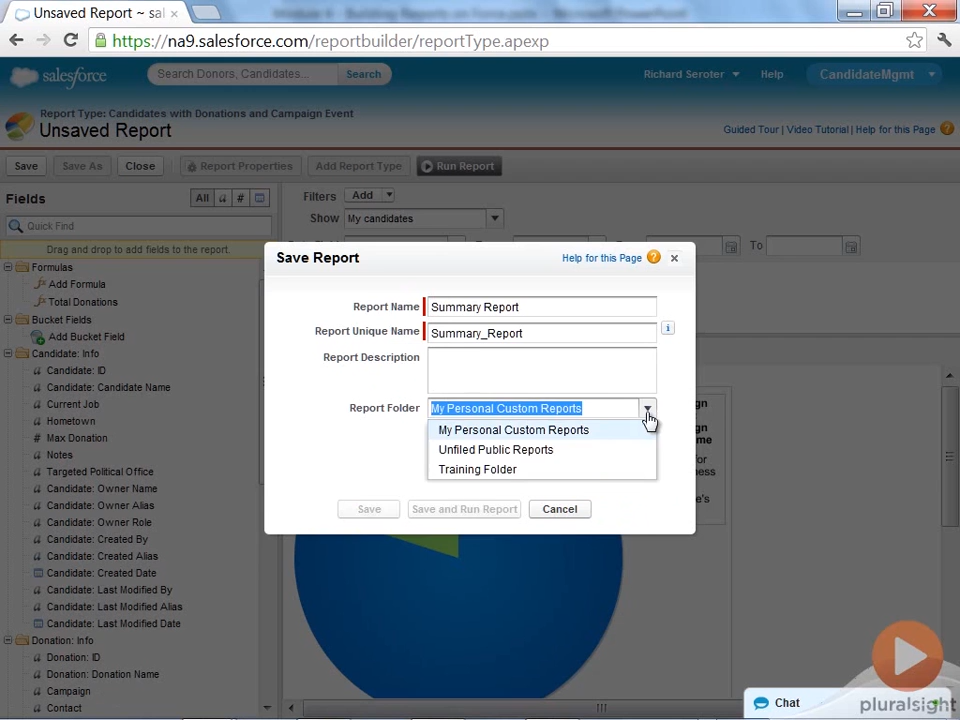 Unsaved Report ~ sal
https://na9.salesforce.com/reportbuilder/reportType.apexp
salesforce
Search Donors, Candidates...
Search
Richard Seroter
Help
CandidateMgmt
Report Type: Candidates with Donations and Campaign Event
Unsaved Report
Guided Tour | Video Tutorial | Help for this Page
Save
Save As
Close
Report Properties
Add Report Type
Run Report
Fields
All
a
#
Filters
Add
Quick Find
Show
My candidates
Drag and drop to add fields to the report.
To
Formulas
Add Formula
Total Donations
Bucket Fields
Add Bucket Field
Candidate: Info
Candidate: ID
Candidate: Candidate Name
Current Job
Hometown
Max Donation
Notes
Targeted Political Office
Candidate: Owner Name
Candidate: Owner Alias
Candidate: Owner Role
Candidate: Created By
Candidate: Created Alias
Candidate: Created Date
Candidate: Last Modified By
Candidate: Last Modified Alias
Candidate: Last Modified Date
Donation: Info
Donation: ID
Donation: Donation Name
Campaign
Contact
Save Report
Help for this Page
Report Name
Summary Report
Report Unique Name
Summary_Report
Report Description
Report Folder
My Personal Custom Reports
My Personal Custom Reports
Unfiled Public Reports
Training Folder
Save
Save and Run Report
Cancel
Chat
pluralsight